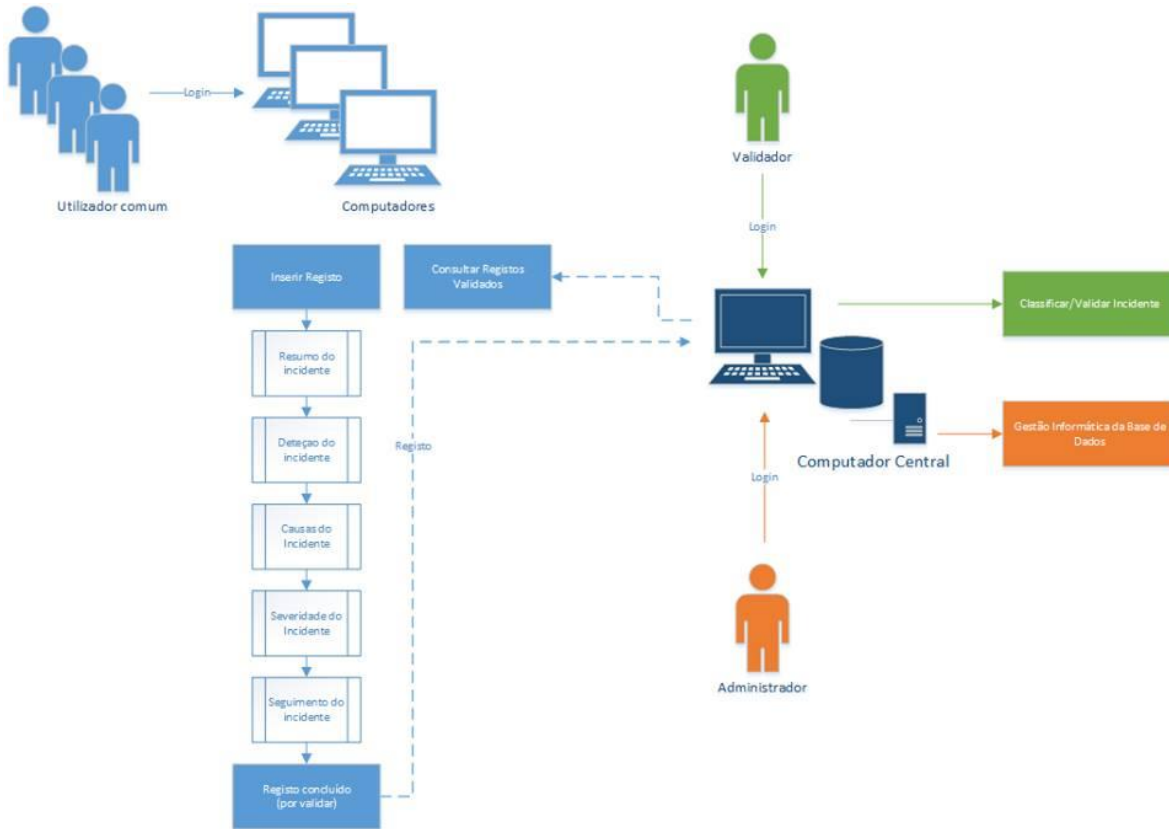 Login
Utilizador comum
Computadores
Validador
Login
Inserir Registo
Consultar Registos
Validados
Classificar/Validar Incidente
Resumo do
incidente
Deteçao do
incidente
Registo
Gestão Informática da Base de
Dados
Computador Central
Login
Causas do
Incidente
Severidade do
Incidente
Administrador
Seguimento do
incidente
Registo concluído
(por validar)